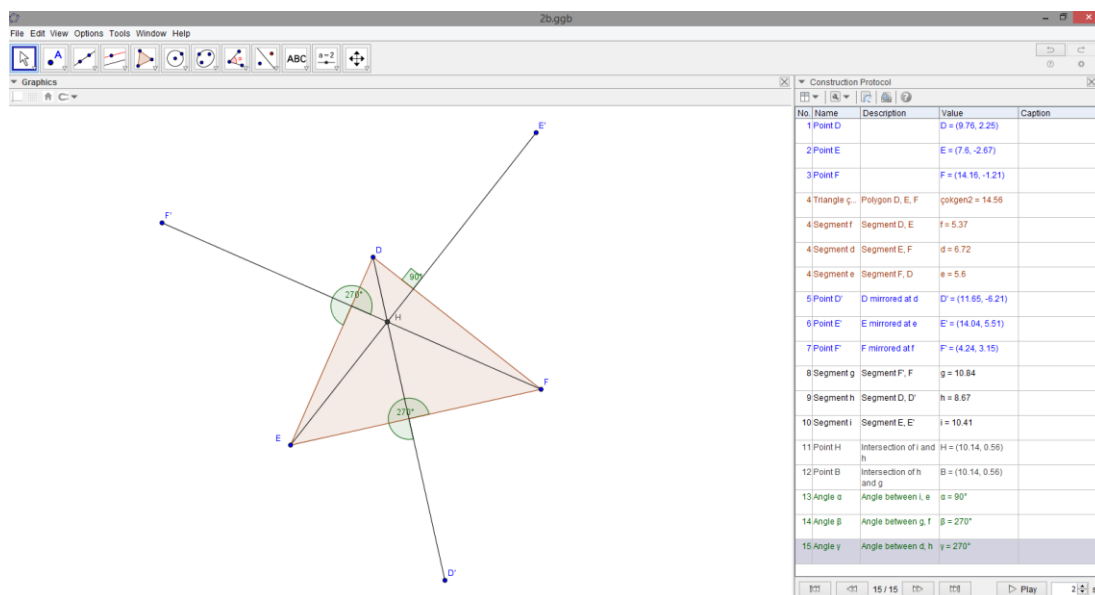 2b.ggb
File Edit View Options Tools Window Help
A
ABC
a=2
Graphics
Construction Protocol
No. Name Description Value Caption
1 Point D D = (9.76, 2.25)
2 Point E E = (7.6, -2.67)
3 Point F F = (14.16, -1.21)
4 Triangle ç... Polygon D, E, F çokgen2 = 14.56
4 Segment f Segment D, E f = 5.37
4 Segment d Segment E, F d = 6.72
4 Segment e Segment F, D e = 5.6
5 Point D' D mirrored at d D' = (11.65, -6.21)
6 Point E' E mirrored at e E' = (14.04, 5.51)
7 Point F' F mirrored at f F' = (4.24, 3.15)
8 Segment g Segment F', F g = 10.84
9 Segment h Segment D, D' h = 8.67
10 Segment i Segment E, E' i = 10.41
11 Point H Intersection of i and H = (10.14, 0.56)
h
12 Point B Intersection of h B = (10.14, 0.56)
and g
13 Angle α Angle between i, e α = 90°
14 Angle β Angle between g, f β = 270°
15 Angle γ Angle between d, h γ = 270°
15 / 15 Play 2 s
E'
F'
D
90°
270°
H
F
270°
E
D'